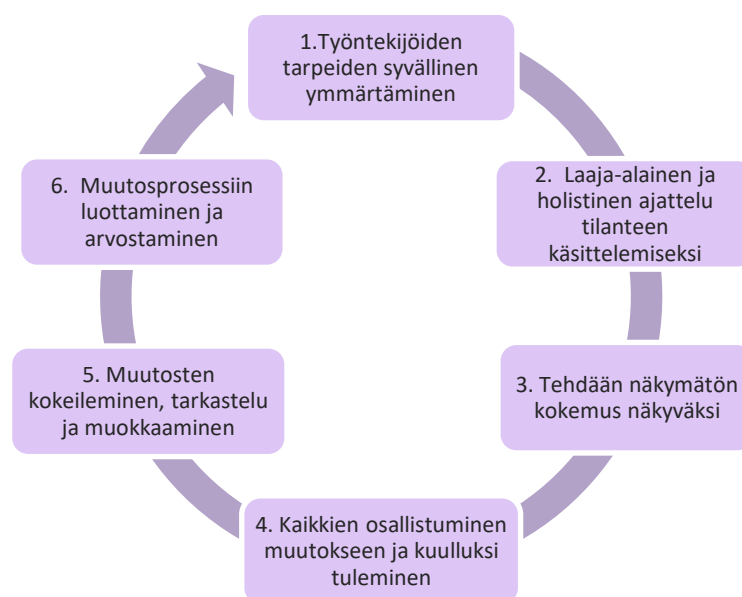 1.Työntekijöiden
tarpeiden syvällinen
ymmärtäminen
2. Laaja-alainen ja
holistinen ajattelu
tilanteen
käsittelemiseksi
3. Tehdään näkymätön
kokemus näkyväksi
4. Kaikkien osallistuminen
muutokseen ja kuulluksi
tuleminen
5. Muutosten
kokeileminen, tarkastelu
ja muokkaaminen
6. Muutosprosessiin
luottaminen ja
arvostaminen